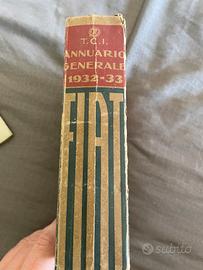 T.C.I.
ANNUARIO
GENERALE
1932-33
FIAT
subito